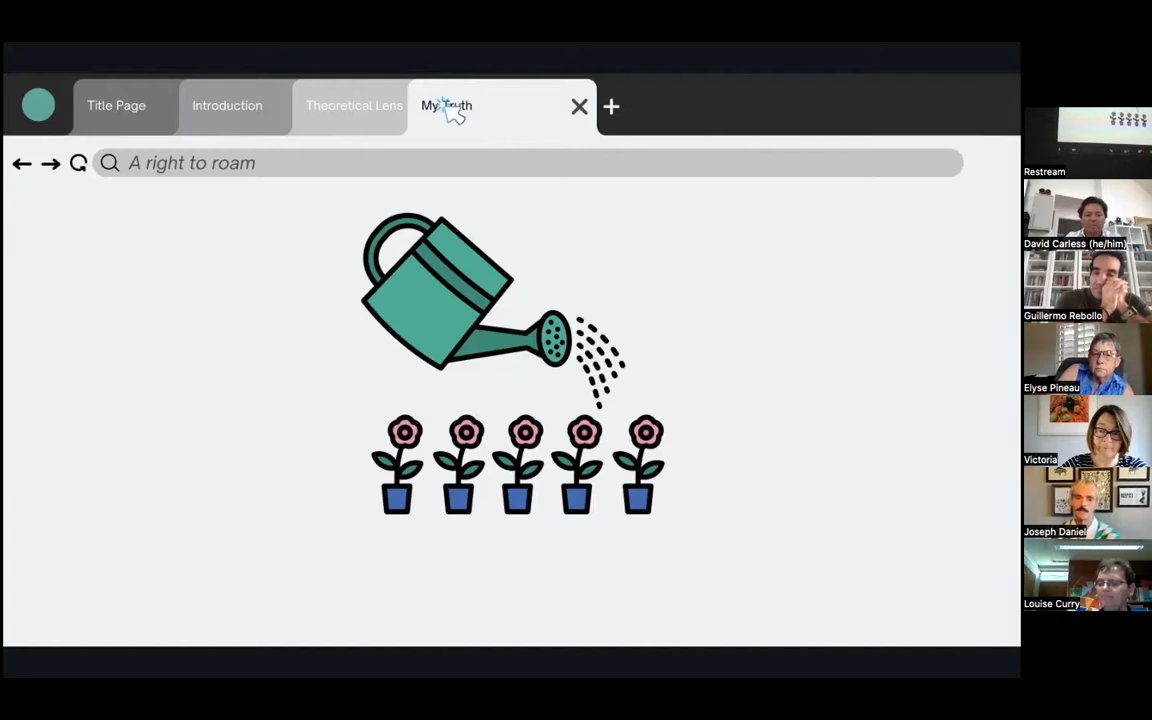 Title Page
Introduction
Theoretical Lens
My Truth
A right to roam
Restream
David Carless (he/him)
Guillermo Rebollo
Elyse Pineau
Victoria
Joseph Daniel
Louise Curry